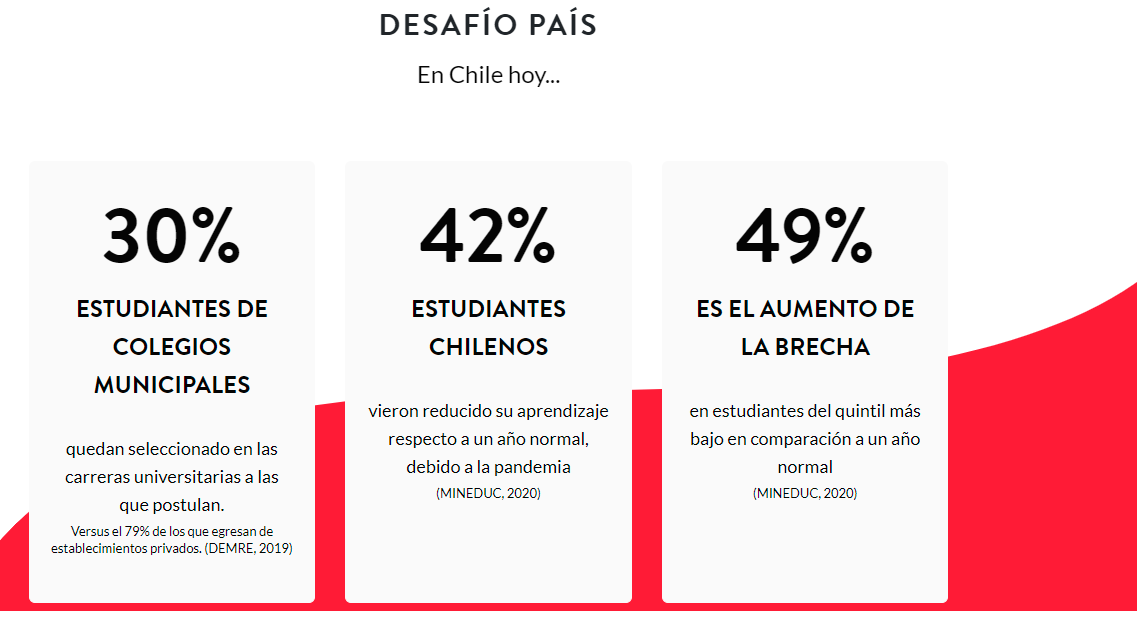 DESAFÍO PAÍS
En Chile hoy...
30%
ESTUDIANTES DE
COLEGIOS
MUNICIPALES
quedan seleccionado en las
carreras universitarias a las
que postulan.
Versus el 79% de los que egresan de
establecimientos privados. (DEMRE, 2019)
42%
ESTUDIANTES
CHILENOS
vieron reducido su aprendizaje
respecto a un año normal,
debido a la pandemia
(MINEDUC, 2020)
49%
ES EL AUMENTO DE
LA BRECHA
en estudiantes del quintil más
bajo en comparación a un año
normal
(MINEDUC, 2020)